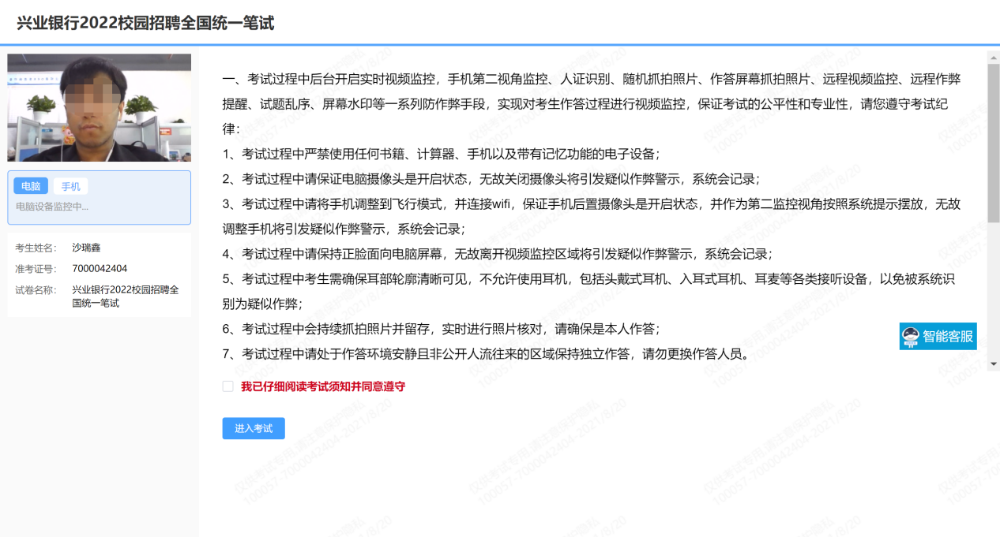 兴业银行2022校园招聘全国统一笔试
电脑
手机
电脑设备监控中...
考生姓名：
沙瑞鑫
准考证号：
7000042404
试卷名称：
兴业银行2022校园招聘全
国统一笔试
一、考试过程中后台开启实时视频监控，手机第二视角监控、人证识别、随机抓拍照片、作答屏幕抓拍照片、远程视频监控、远程作弊
提醒、试题乱序、屏幕水印等一系列防作弊手段，实现对考生作答过程进行视频监控，保证考试的公平性和专业性，请您遵守考试纪
律：
1、考试过程中严禁使用任何书籍、计算器、手机以及带有记忆功能的电子设备；
2、考试过程中请保证电脑摄像头是开启状态，无故关闭摄像头将引发疑似作弊警示，系统会记录；
3、考试过程中请将手机调整到飞行模式，并连接wifi，保证手机后置摄像头是开启状态，并作为第二监控视角按照系统提示摆放，无故
调整手机将引发疑似作弊警示，系统会记录；
4、考试过程中请保持正脸面向电脑屏幕，无故离开视频监控区域将引发疑似作弊警示，系统会记录；
5、考试过程中考生需确保耳部轮廓清晰可见，不允许使用耳机，包括头戴式耳机、入耳式耳机、耳麦等各类接听设备，以免被系统识
别为疑似作弊；
6、考试过程中会持续抓拍照片并留存，实时进行照片核对，请确保是本人作答；
7、考试过程中请处于作答环境安静且非公开人流往来的区域保持独立作答，请勿更换作答人员。
智能客服
我已仔细阅读考试须知并同意遵守
进入考试
仅供考试专用,请注意保护隐私
100057-7000042404-2021/8/20